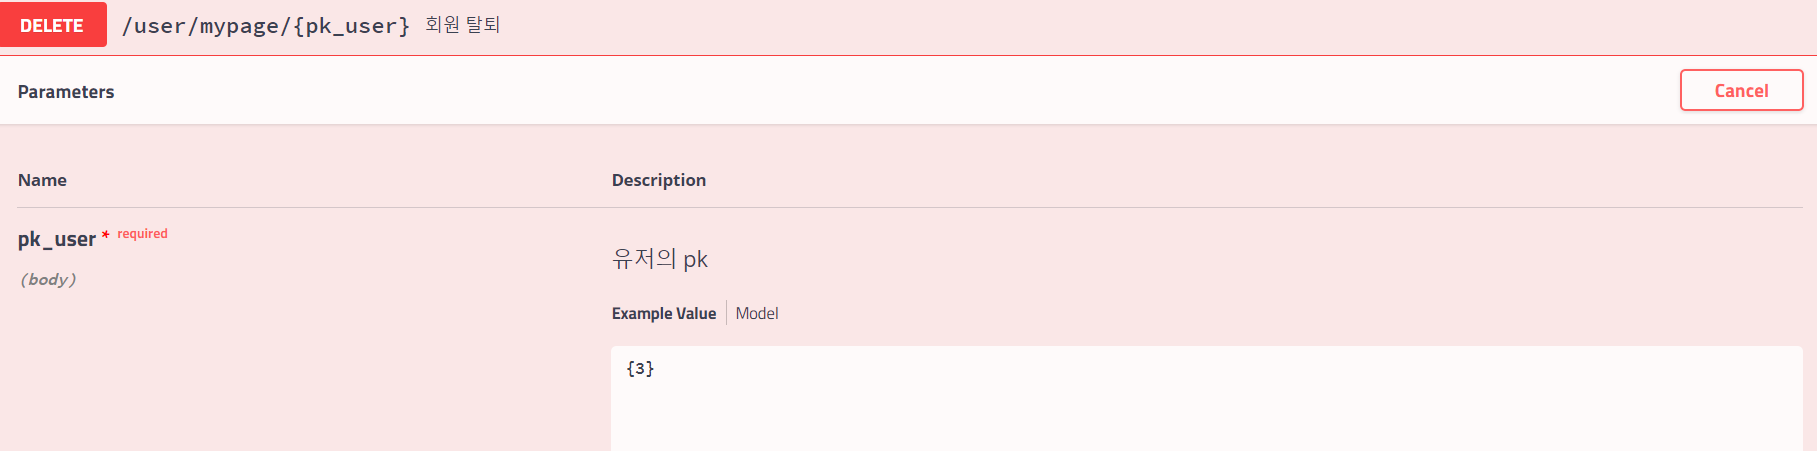 DELETE /user/mypage/{pk_user} 회원 탈퇴
Parameters Cancel
Name Description
pk_user * required
(body)
유저의 pk
Example Value Model
{3}